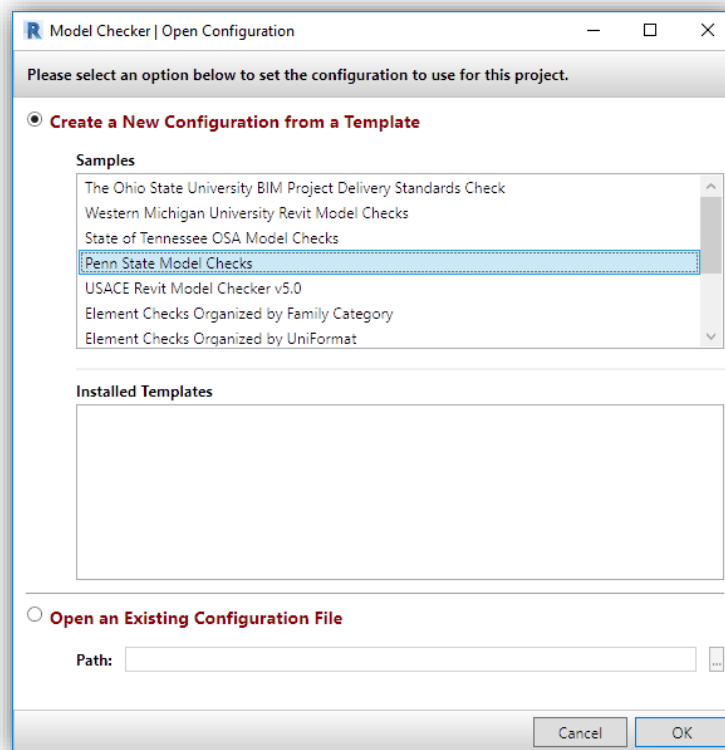 Model Checker | Open Configuration
Please select an option below to set the configuration to use for this project.
Create a New Configuration from a Template
Samples
The Ohio State University BIM Project Delivery Standards Check
Western Michigan University Revit Model Checks
State of Tennessee OSA Model Checks
Penn State Model Checks
USACE Revit Model Checker v5.0
Element Checks Organized by Family Category
Element Checks Organized by UniFormat
Installed Templates
Open an Existing Configuration File
Path:
...
Cancel OK